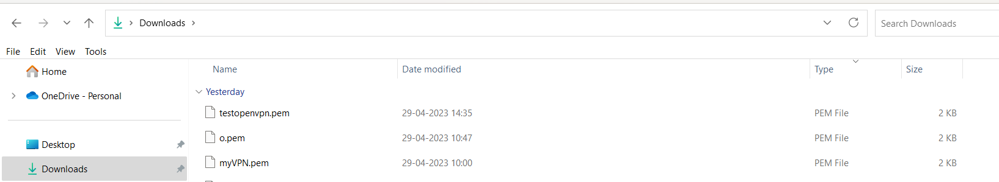 Downloads
Search Downloads
File Edit View Tools
Home
OneDrive - Personal
Desktop
Downloads
Name Date modified Type Size
Yesterday
testopenvpn.pem 29-04-2023 14:35 PEM File 2 KB
o.pem 29-04-2023 10:47 PEM File 2 KB
myVPN.pem 29-04-2023 10:00 PEM File 2 KB